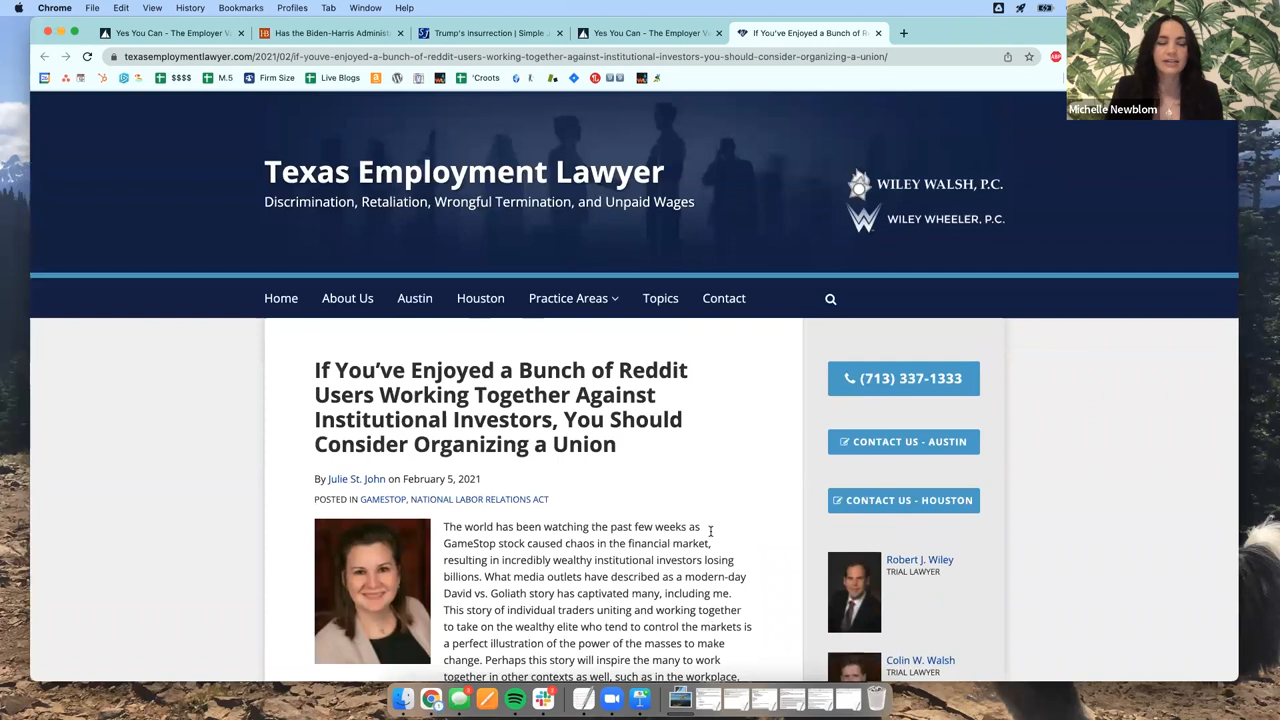 Chrome File Edit View History Bookmarks Profiles Tab Window Help
Yes You Can - The Employer V
Has the Biden-Harris Administ
Trump's insurrection | Simple J
Yes You Can - The Employer V
If You've Enjoyed a Bunch of R
texasemploymentlawyer.com/2021/02/if-youve-enjoyed-a-bunch-of-reddit-users-working-together-against-institutional-investors-you-should-consider-organizing-a-union/
$$$$ M.5 Firm Size Live Blogs 'Croots
ABP
Michelle Newblom
Texas Employment Lawyer
Discrimination, Retaliation, Wrongful Termination, and Unpaid Wages
WILEY WALSH, P.C.
WILEY WHEELER, P.C.
Home About Us Austin Houston Practice Areas Topics Contact
If You've Enjoyed a Bunch of Reddit
Users Working Together Against
Institutional Investors, You Should
Consider Organizing a Union
By Julie St. John on February 5, 2021
POSTED IN GAMESTOP, NATIONAL LABOR RELATIONS ACT
The world has been watching the past few weeks as
GameStop stock caused chaos in the financial market,
resulting in incredibly wealthy institutional investors losing
billions. What media outlets have described as a modern-day
David vs. Goliath story has captivated many, including me.
This story of individual traders uniting and working together
to take on the wealthy elite who tend to control the markets is
a perfect illustration of the power of the masses to make
change. Perhaps this story will inspire the many to work
together in other contexts as well, such as in the workplace.
(713) 337-1333
CONTACT US - AUSTIN
CONTACT US - HOUSTON
Robert J. Wiley
TRIAL LAWYER
Colin W. Walsh
TRIAL LAWYER